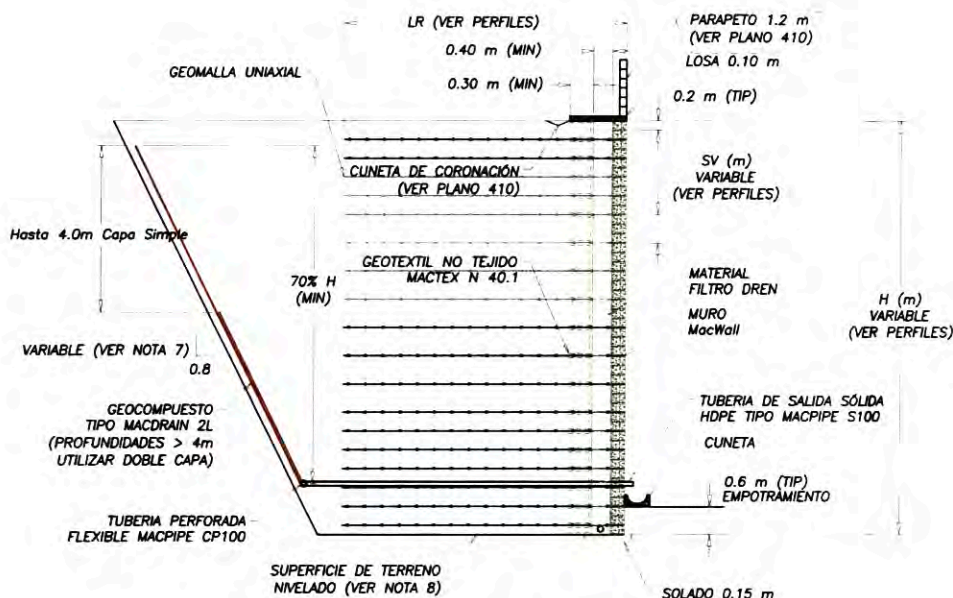 LR (VER PERFILES)
0.40 m (MIN)
0.30 m (MIN)
GEOMALLA UNIAXIAL
PARAPETO 1.2 m
(VER PLANO 410)
LOSA 0.10 m
0.2 m (TIP)
CUNETA DE CORONACIÓN
(VER PLANO 410)
SV (m)
VARIABLE
(VER PERFILES)
Hasta 4.0m Capa Simple
70% H
(MIN)
GEOTEXTIL NO TEJIDO
MACTEX N 40.1
MATERIAL
FILTRO DREN
MURO
MacWall
H (m)
VARIABLE
(VER PERFILES)
VARIABLE (VER NOTA 7)
0.8
GEOCOMPUESTO
TIPO MACDRAIN 2L
(PROFUNDIDADES > 4m
UTILIZAR DOBLE CAPA)
TUBERIA DE SALIDA SÓLIDA
HDPE TIPO MACPIPE S100
CUNETA
0.6 m (TIP)
EMPOTRAMIENTO
TUBERIA PERFORADA
FLEXIBLE MACPIPE CP100
SUPERFICIE DE TERRENO
NIVELADO (VER NOTA 8)
SOLADO 0.15 m